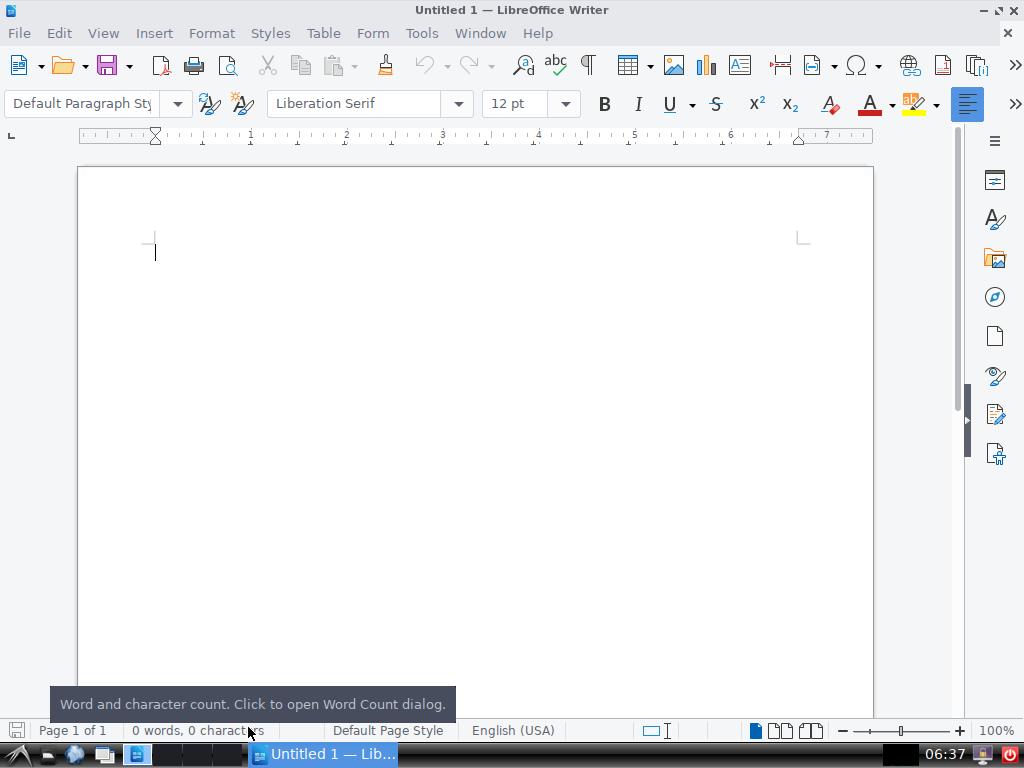 Untitled 1 — LibreOffice Writer
File Edit View Insert Format Styles Table Form Tools Window Help
Default Paragraph Sty Liberation Serif 12 pt
1 2 3 4 5 6 7
Word and character count. Click to open Word Count dialog.
Page 1 of 1 0 words, 0 characters Default Page Style English (USA) 100%
Untitled 1 — Lib... 06:37